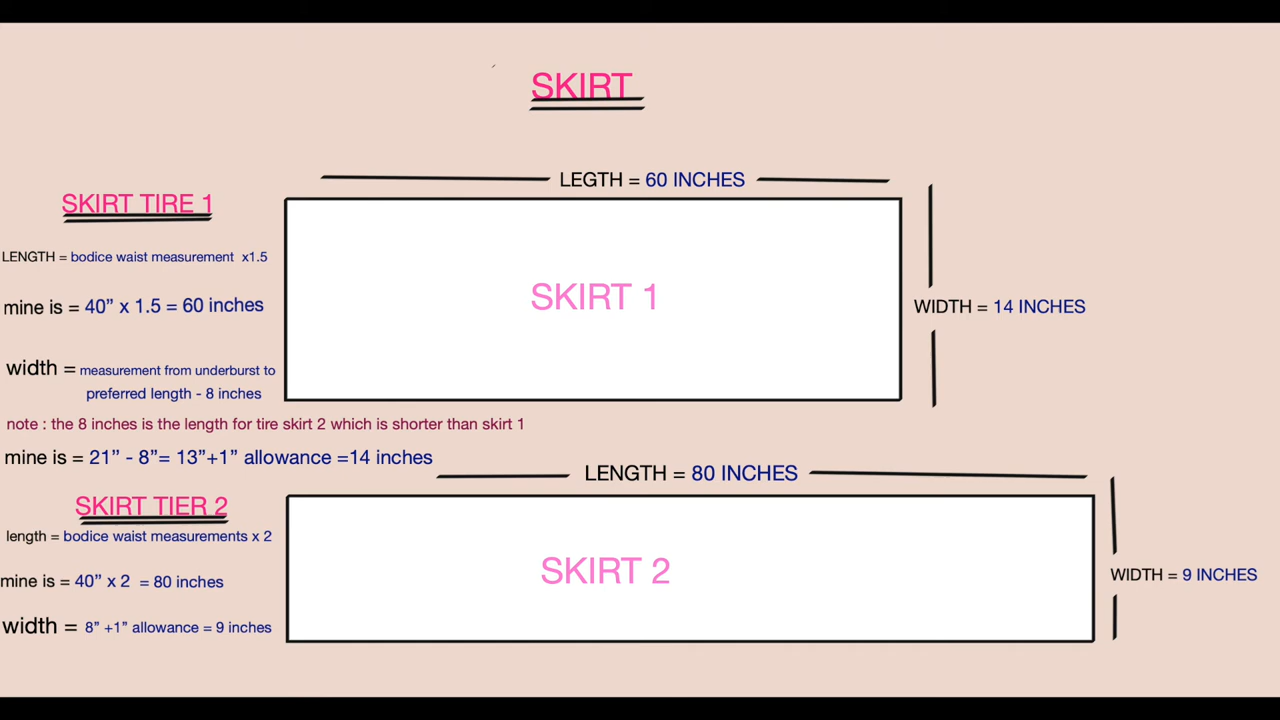 SKIRT
LEGTH = 60 INCHES
SKIRT TIRE 1
LENGTH = bodice waist measurement x1.5
SKIRT 1
mine is = 40” x 1.5 = 60 inches
WIDTH = 14 INCHES
width = measurement from underburst to
preferred length - 8 inches
note : the 8 inches is the length for tire skirt 2 which is shorter than skirt 1
mine is = 21” - 8”= 13”+1” allowance =14 inches
LENGTH = 80 INCHES
SKIRT TIER 2
length = bodice waist measurements x 2
SKIRT 2
mine is = 40” x 2 = 80 inches
WIDTH = 9 INCHES
width = 8” +1” allowance = 9 inches